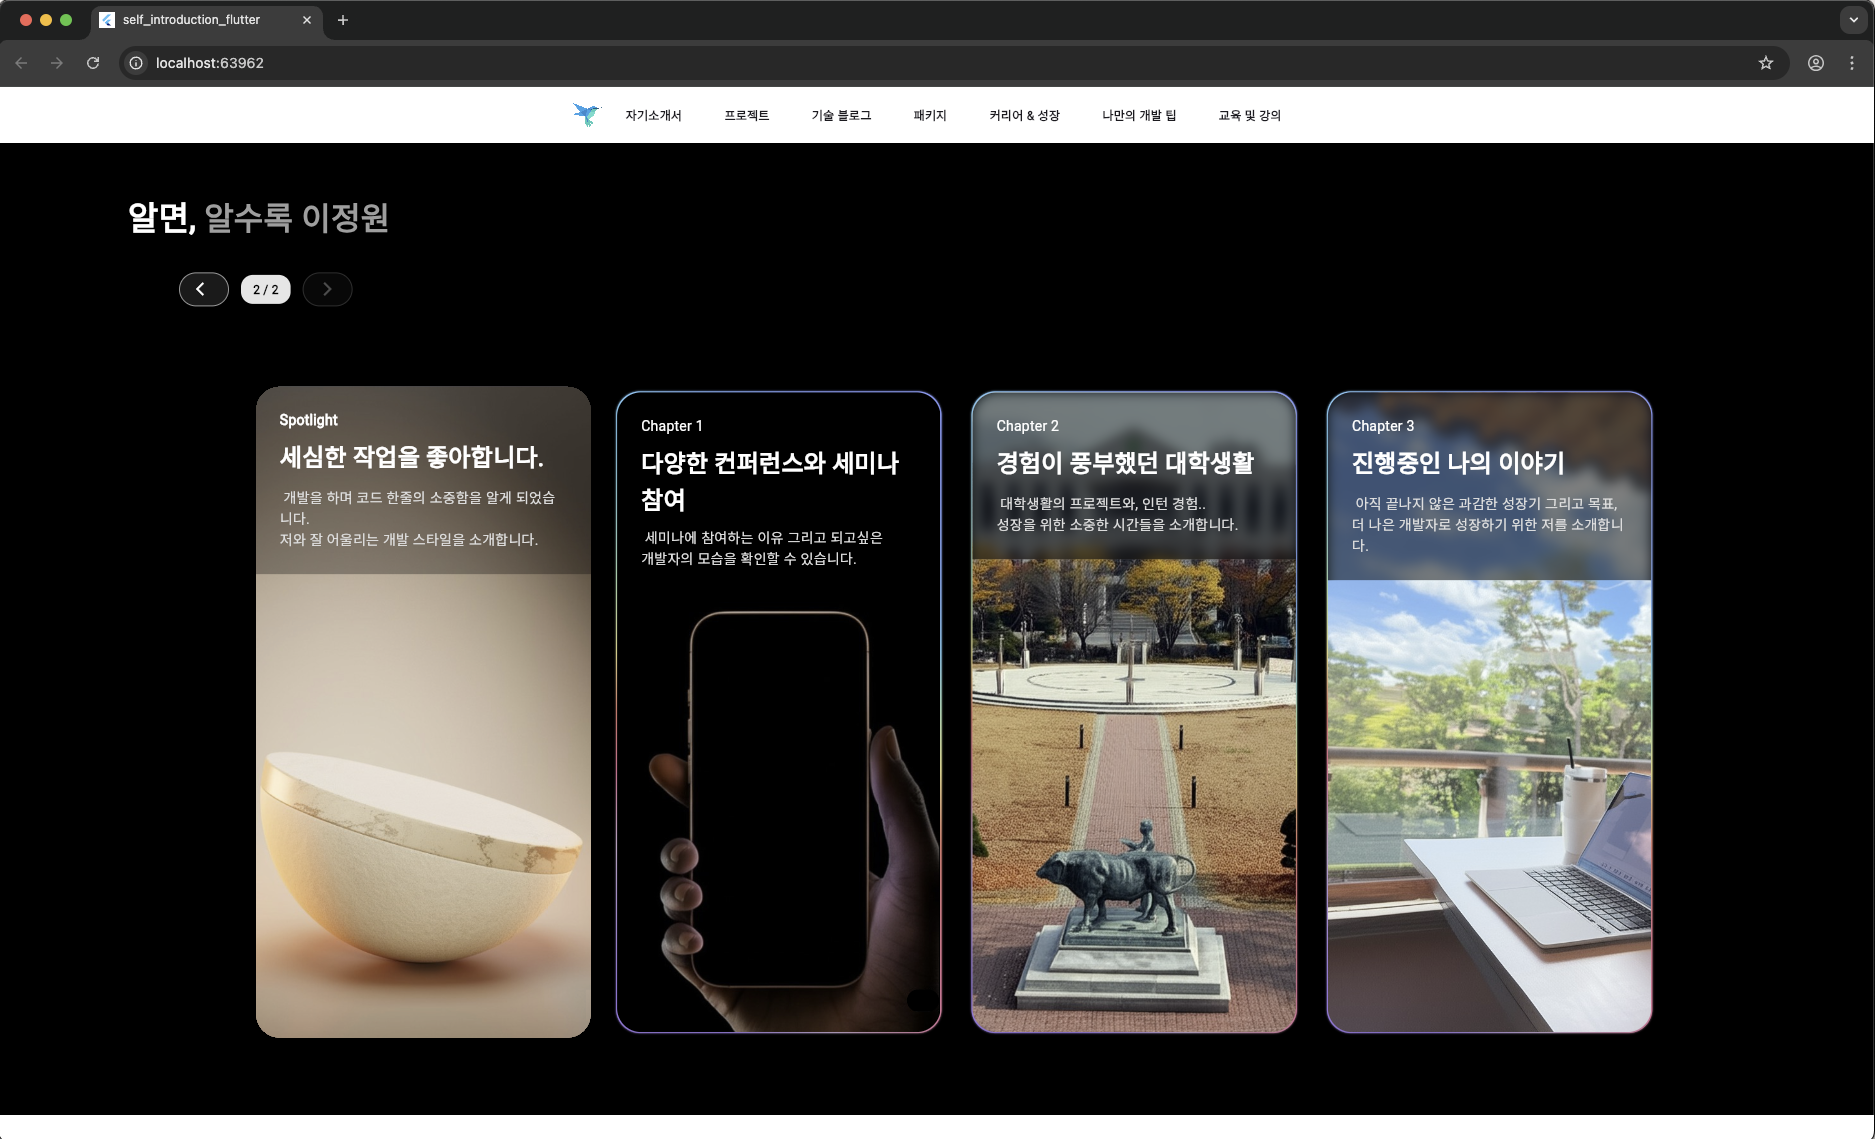 self_introduction_flutter
localhost:63962
자기소개서 프로젝트 기술 블로그 패키지 커리어 & 성장 나만의 개발 팁 교육 및 강의
알면, 알수록 이정원
2 / 2
Spotlight
세심한 작업을 좋아합니다.
개발을 하며 코드 한줄의 소중함을 알게 되었습
니다.
저와 잘 어울리는 개발 스타일을 소개합니다.
Chapter 1
다양한 컨퍼런스와 세미나
참여
세미나에 참여하는 이유 그리고 되고싶은
개발자의 모습을 확인할 수 있습니다.
Chapter 2
경험이 풍부했던 대학생활
대학생활의 프로젝트와, 인턴 경험..
성장을 위한 소중한 시간들을 소개합니다.
Chapter 3
진행중인 나의 이야기
아직 끝나지 않은 과감한 성장기 그리고 목표,
더 나은 개발자로 성장하기 위한 저를 소개합니
다.